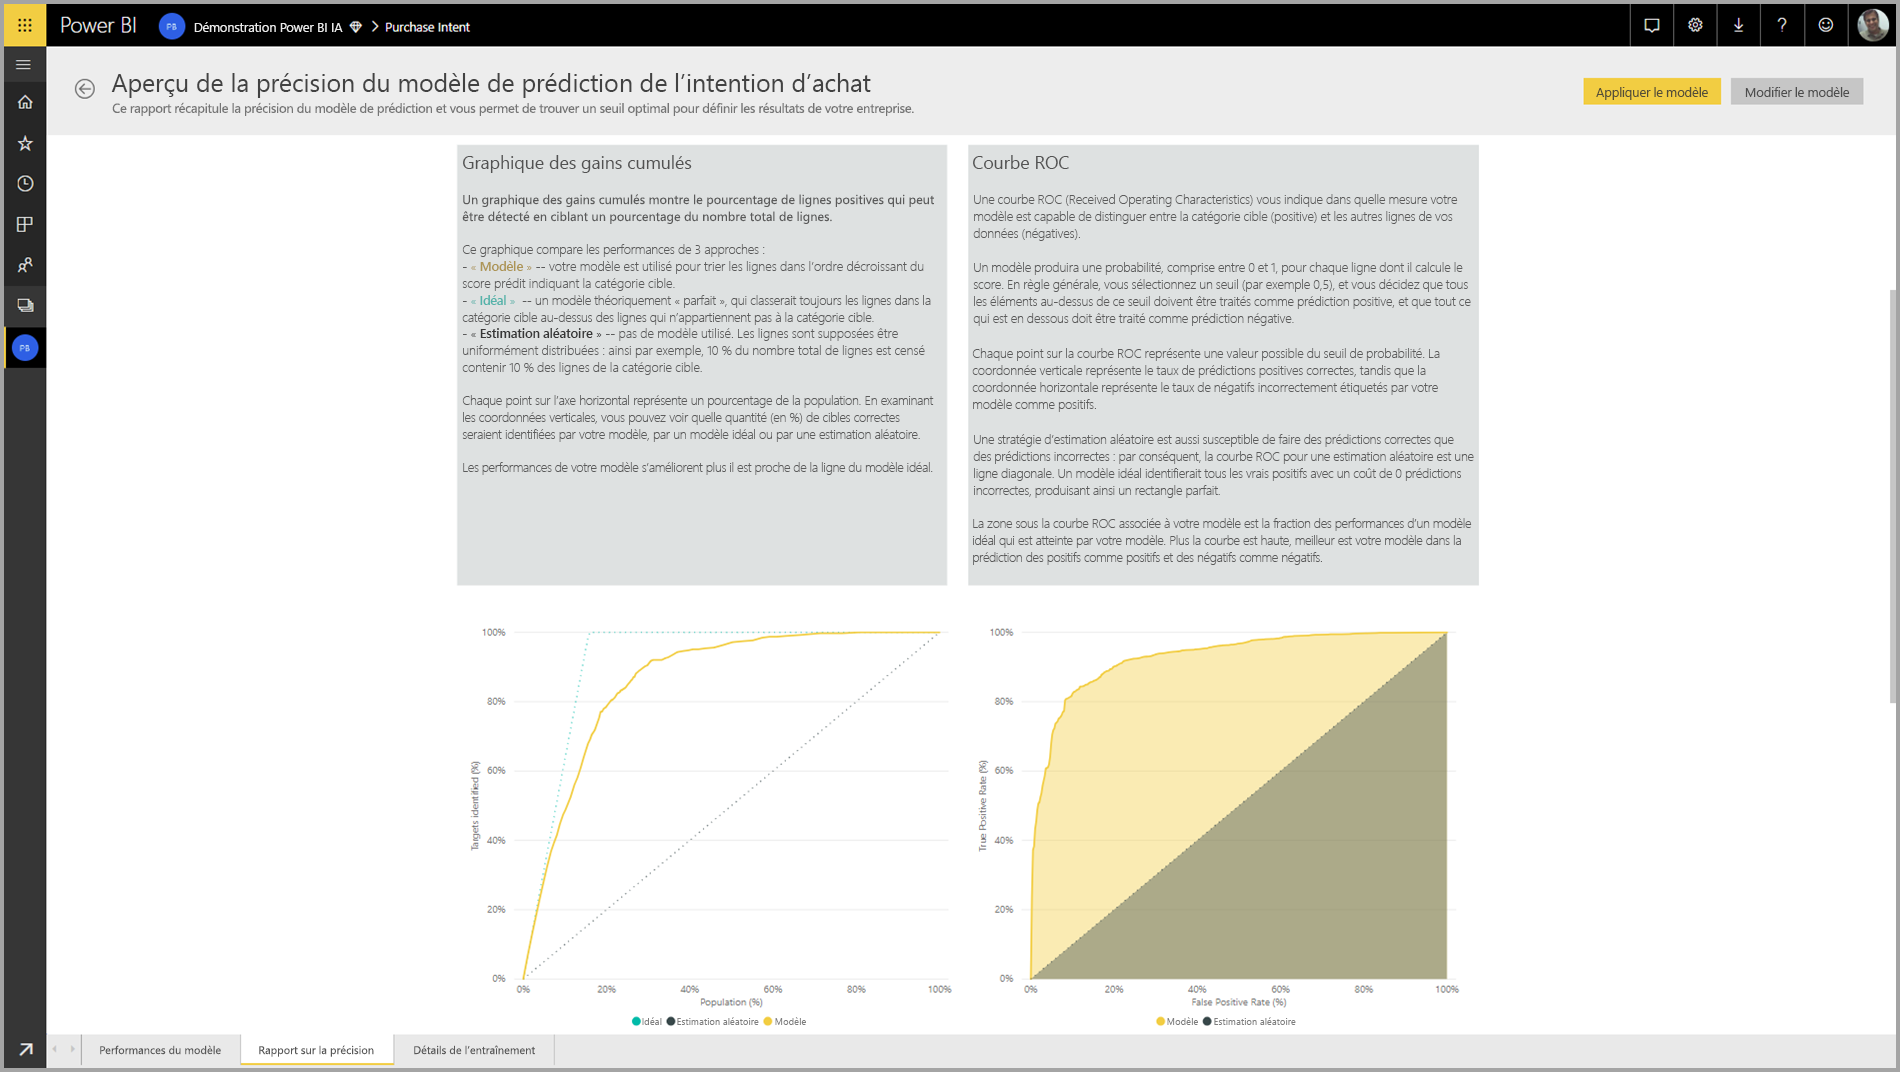 Power BI
PB
Démonstration Power BI IA
Purchase Intent
?
Aperçu de la précision du modèle de prédiction de l'intention d'achat
Ce rapport récapitule la précision du modèle de prédiction et vous permet de trouver un seuil optimal pour définir les résultats de votre entreprise.
Appliquer le modèle
Modifier le modèle
PB
Graphique des gains cumulés
Un graphique des gains cumulés montre le pourcentage de lignes positives qui peut
être détecté en ciblant un pourcentage du nombre total de lignes.
Ce graphique compare les performances de 3 approches :
- « Modèle » -- votre modèle est utilisé pour trier les lignes dans l'ordre décroissant du
score prédit indiquant la catégorie cible.
- « Idéal » -- un modèle théoriquement « parfait », qui classerait toujours les lignes dans la
catégorie cible au-dessus des lignes qui n'appartiennent pas à la catégorie cible.
- « Estimation aléatoire » -- pas de modèle utilisé. Les lignes sont supposées être
uniformément distribuées : ainsi par exemple, 10 % du nombre total de lignes est censé
contenir 10 % des lignes de la catégorie cible.
Chaque point sur l'axe horizontal représente un pourcentage de la population. En examinant
les coordonnées verticales, vous pouvez voir quelle quantité (en %) de cibles correctes
seraient identifiées par votre modèle, par un modèle idéal ou par une estimation aléatoire.
Les performances de votre modèle s'améliorent plus il est proche de la ligne du modèle idéal.
Courbe ROC
Une courbe ROC (Received Operating Characteristics) vous indique dans quelle mesure votre
modèle est capable de distinguer entre la catégorie cible (positive) et les autres lignes de vos
données (négatives).
Un modèle produira une probabilité, comprise entre 0 et 1, pour chaque ligne dont il calcule le
score. En règle générale, vous sélectionnez un seuil (par exemple 0,5), et vous décidez que tous
les éléments au-dessus de ce seuil doivent être traités comme prédiction positive, et que tout ce
qui est en dessous doit être traité comme prédiction négative.
Chaque point sur la courbe ROC représente une valeur possible du seuil de probabilité. La
coordonnée verticale représente le taux de prédictions positives correctes, tandis que la
coordonnée horizontale représente le taux de négatifs incorrectement étiquetés par votre
modèle comme positifs.
Une stratégie d'estimation aléatoire est aussi susceptible de faire des prédictions correctes que
des prédictions incorrectes : par conséquent, la courbe ROC pour une estimation aléatoire est une
ligne diagonale. Un modèle idéal identifierait tous les vrais positifs avec un coût de 0 prédictions
incorrectes, produisant ainsi un rectangle parfait.
La zone sous la courbe ROC associée à votre modèle est la fraction des performances d'un modèle
idéal qui est atteinte par votre modèle. Plus la courbe est haute, meilleur est votre modèle dans la
prédiction des positifs comme positifs et des négatifs comme négatifs.
100%
80%
60%
40%
20%
0%
Targets identified (%)
0% 20% 40% 60% 80% 100%
Population (%)
Idéal Estimation aléatoire Modèle
100%
80%
60%
40%
20%
0%
True Positive Rate (%)
0% 20% 40% 60% 80% 100%
False Positive Rate (%)
Modèle Estimation aléatoire
Performances du modèle
Rapport sur la précision
Détails de l'entraînement